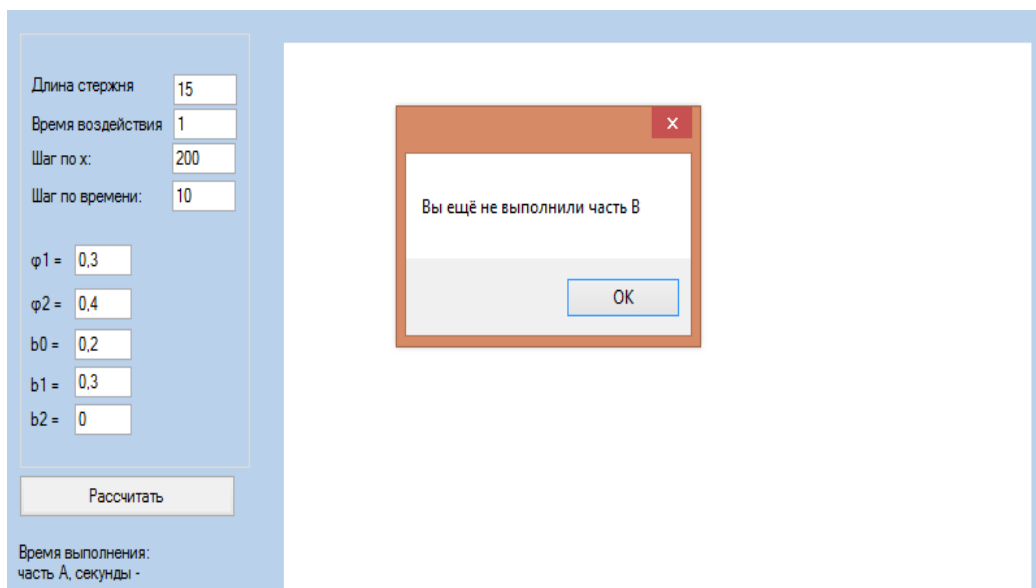 Длина стержня 15
Время воздействия 1
Шаг по х: 200
Шаг по времени: 10
φ1 = 0,3
φ2 = 0,4
b0 = 0,2
b1 = 0,3
b2 = 0
Рассчитать
Время выполнения:
часть А, секунды -
x
Вы ещё не выполнили часть В
ОК